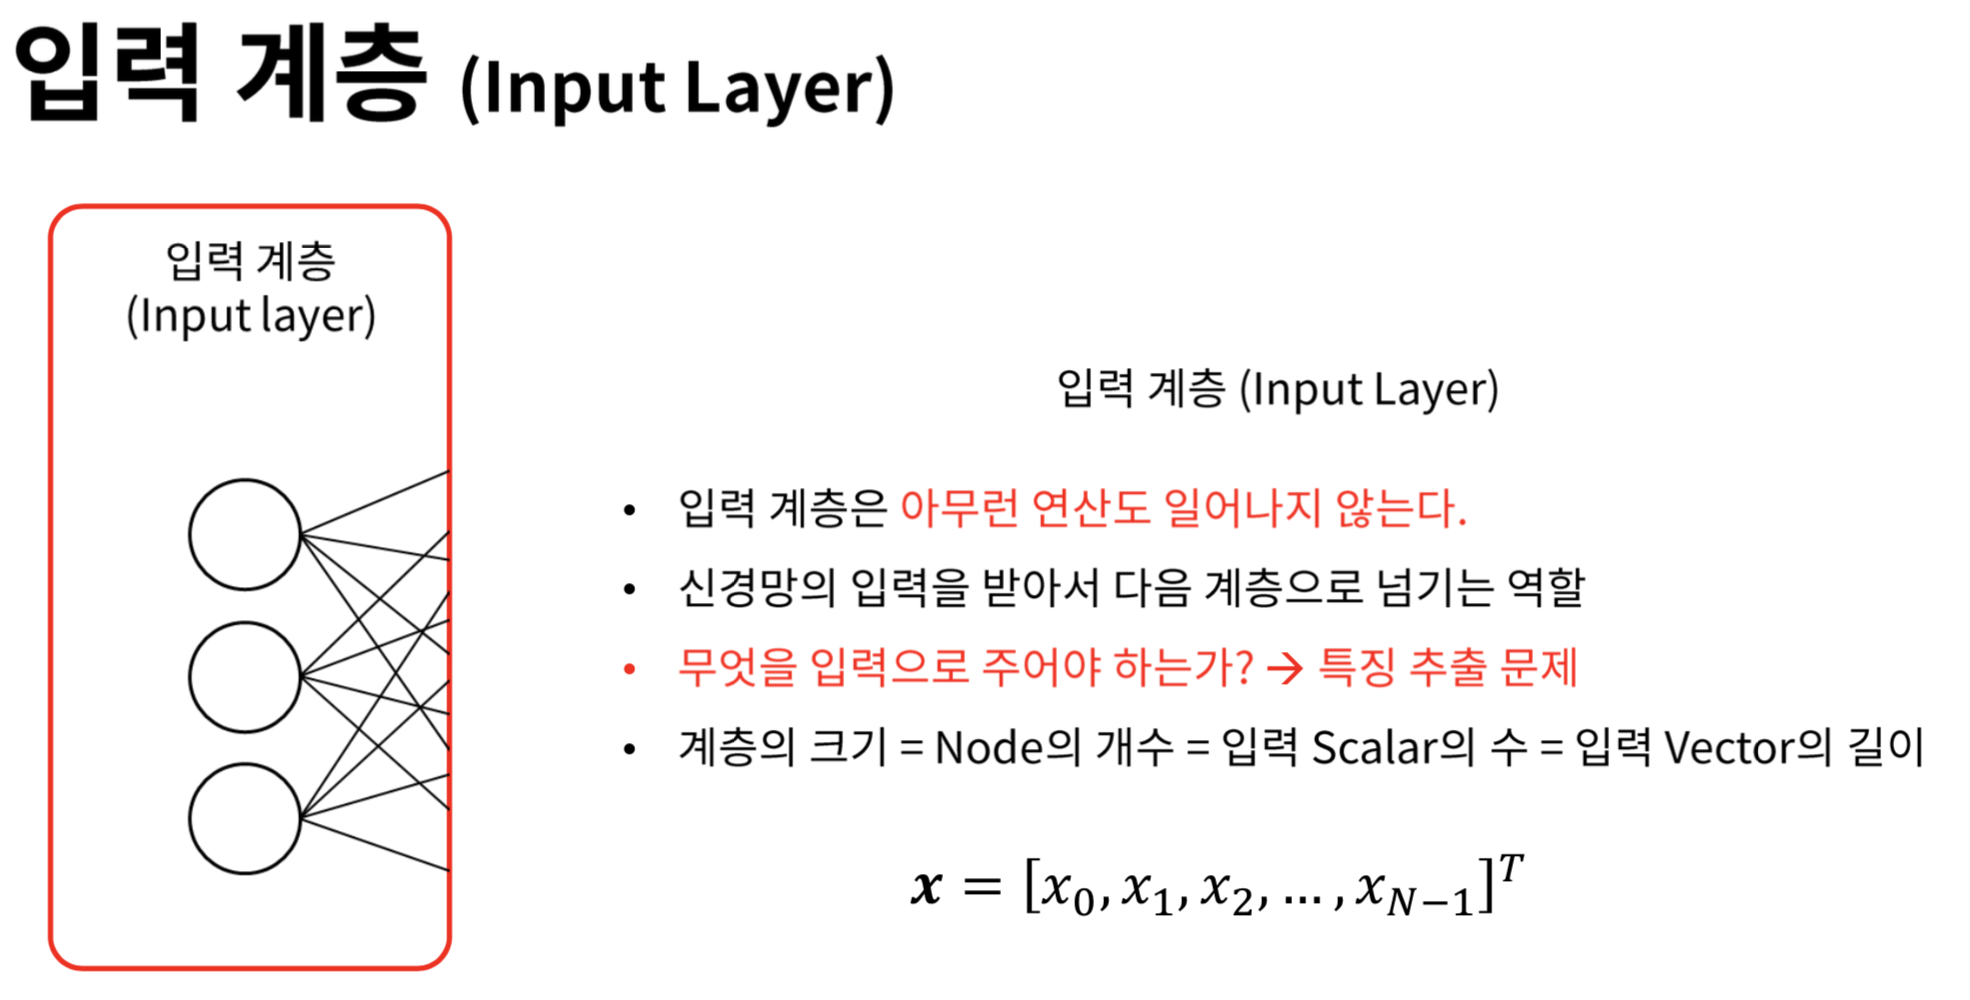 입력 계층 (Input Layer)
입력 계층
(Input layer)
입력 계층 (Input Layer)
• 입력 계층은 아무런 연산도 일어나지 않는다.
• 신경망의 입력을 받아서 다음 계층으로 넘기는 역할
• 무엇을 입력으로 주어야 하는가? → 특징 추출 문제
• 계층의 크기 = Node의 개수 = 입력 Scalar의 수 = 입력 Vector의 길이
x = [x₀, x₁, x₂, … , x_{N−1}]^T